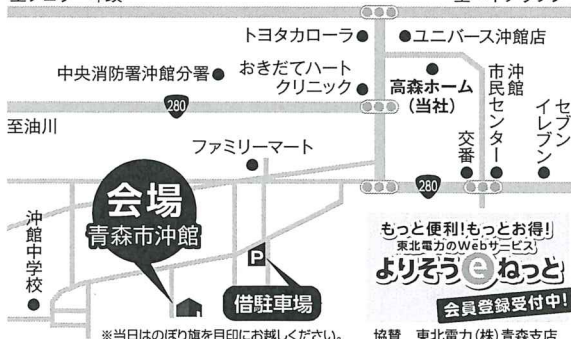 トヨタカローラ
ユニバース沖館店
中央消防署沖館分署
おきだてハート
クリニック
高森ホーム
(当社)
沖館
市民センター
セブン
イレブン
280
至油川
ファミリーマート
交番
280
会場
青森市沖館
沖館中学校
P
借駐車場
もっと便利!もっとお得!
東北電力のWebサービス
よりそうeねっと
会員登録受付中!
※当日はのぼり旗を目印にお越しください。
協賛 東北電力(株)青森支店